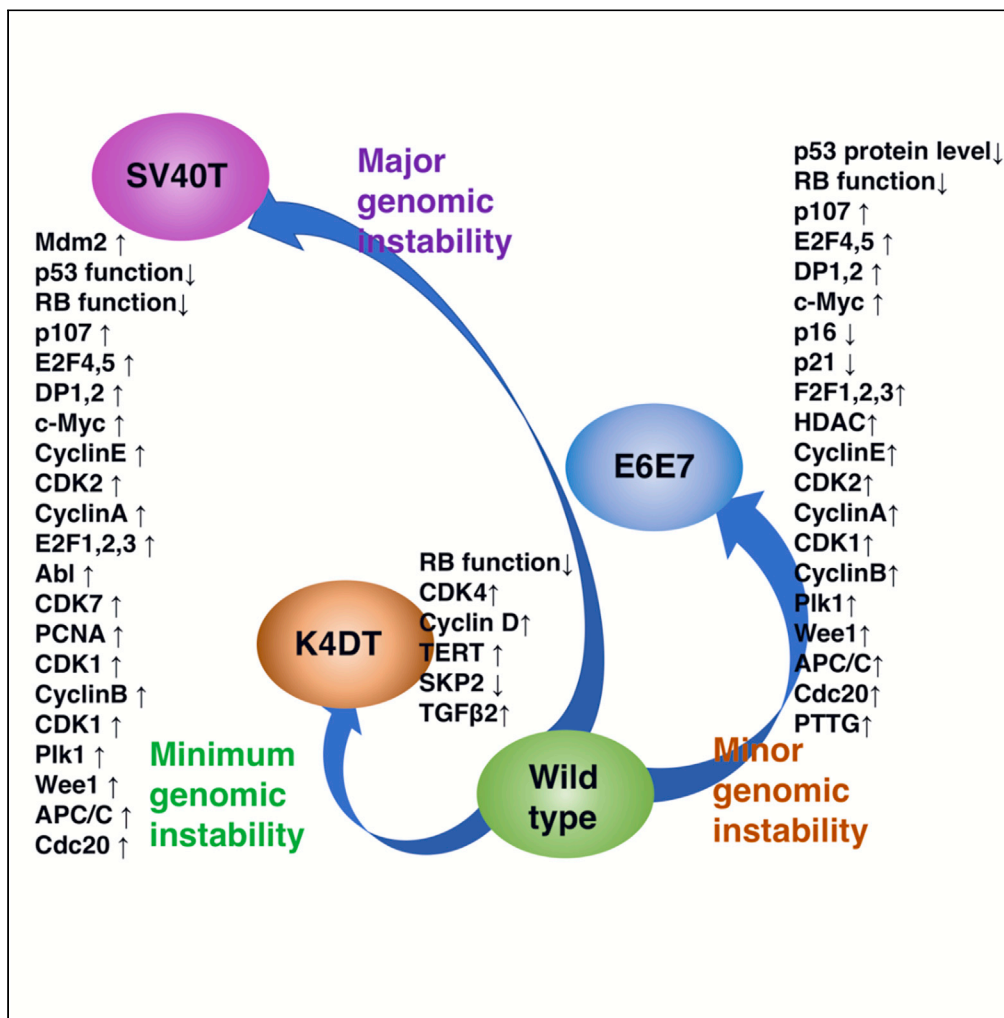 SV40T
Major
genomic
instability
Mdm2 ↑
p53 function↓
RB function↓
p107 ↑
E2F4,5 ↑
DP1,2 ↑
c-Myc ↑
CyclinE ↑
CDK2 ↑
CyclinA ↑
E2F1,2,3 ↑
Abl ↑
CDK7 ↑
PCNA ↑
CDK1 ↑
CyclinB ↑
CDK1 ↑
Plk1 ↑
Wee1 ↑
APC/C ↑
Cdc20 ↑
K4DT
RB function↓
CDK4↑
Cyclin D↑
TERT ↑
SKP2 ↓
TGFβ2↑
Minimum
genomic
instability
Wild
type
E6E7
p53 protein level↓
RB function↓
p107 ↑
E2F4,5 ↑
DP1,2 ↑
c-Myc ↑
p16 ↓
p21 ↓
F2F1,2,3↑
HDAC↑
CyclinE↑
CDK2↑
CyclinA↑
CDK1↑
CyclinB↑
Plk1↑
Wee1↑
APC/C↑
Cdc20↑
PTTG↑
Minor
genomic
instability